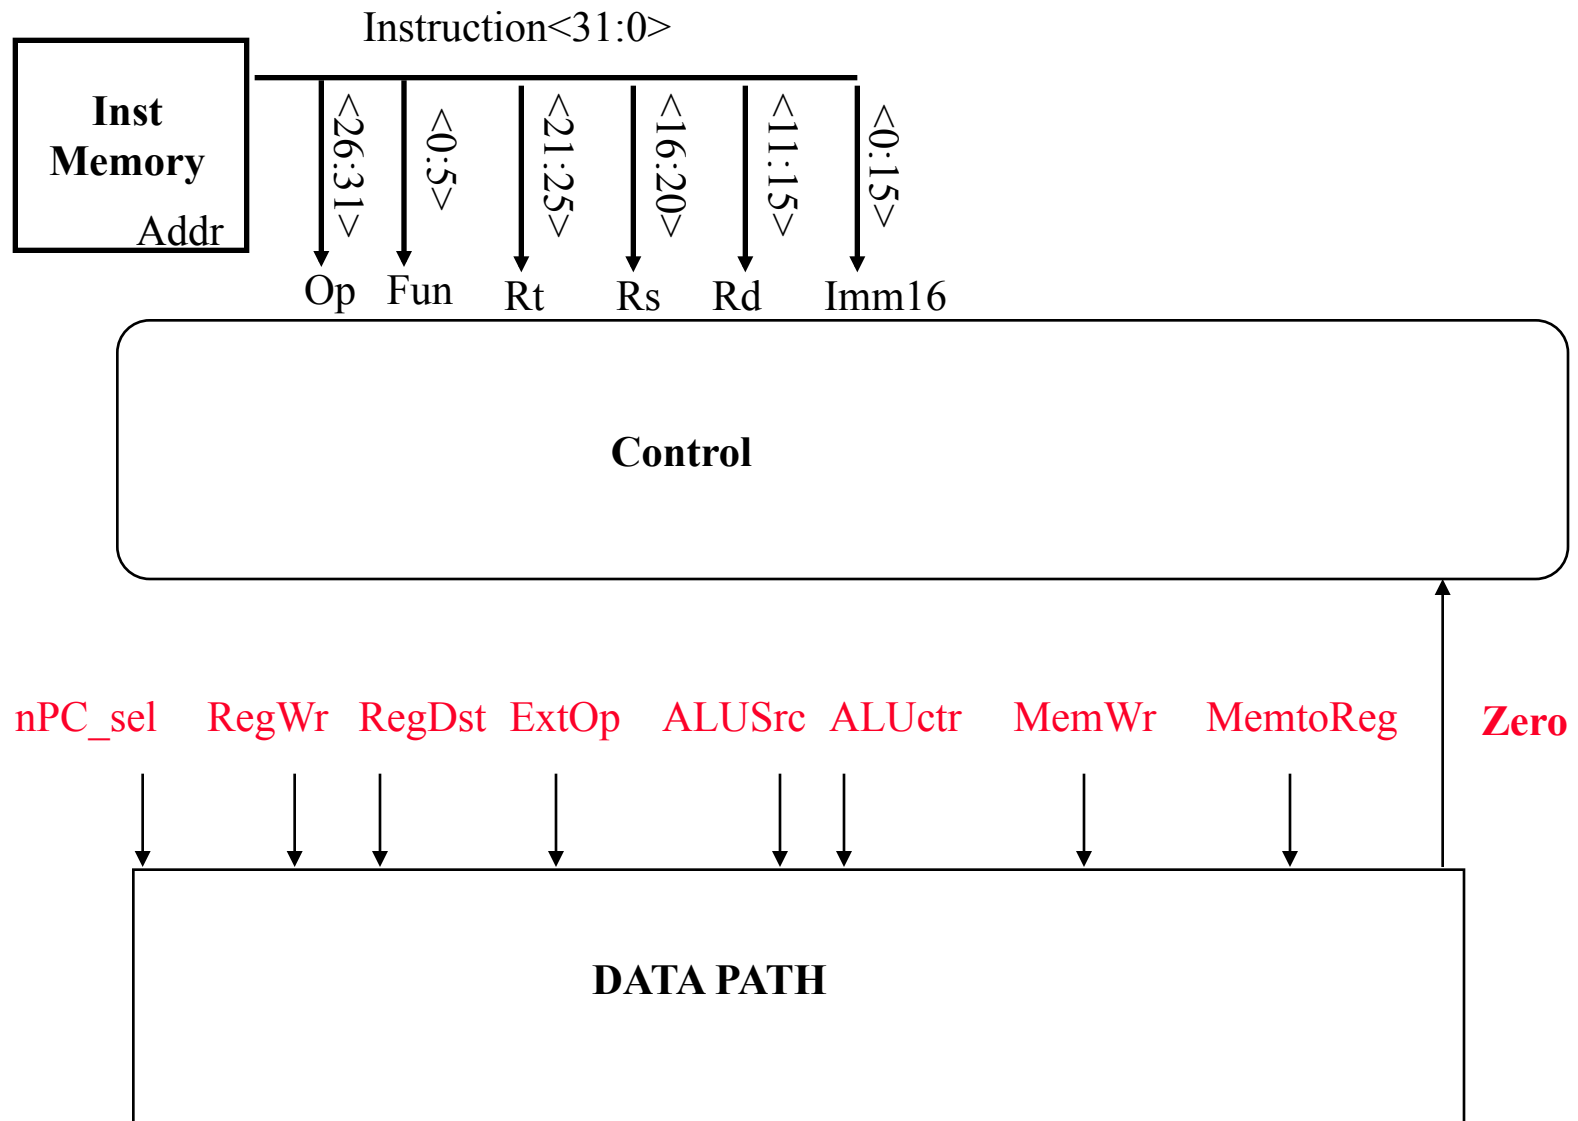 Instruction<31:0>
Inst
Memory
Addr
<26:31>
<0:5>
<21:25>
<16:20>
<11:15>
<0:15>
Op
Fun
Rt
Rs
Rd
Imm16
Control
nPC_sel
RegWr
RegDst
ExtOp
ALUSrc
ALUctr
MemWr
MemtoReg
Zero
DATA PATH